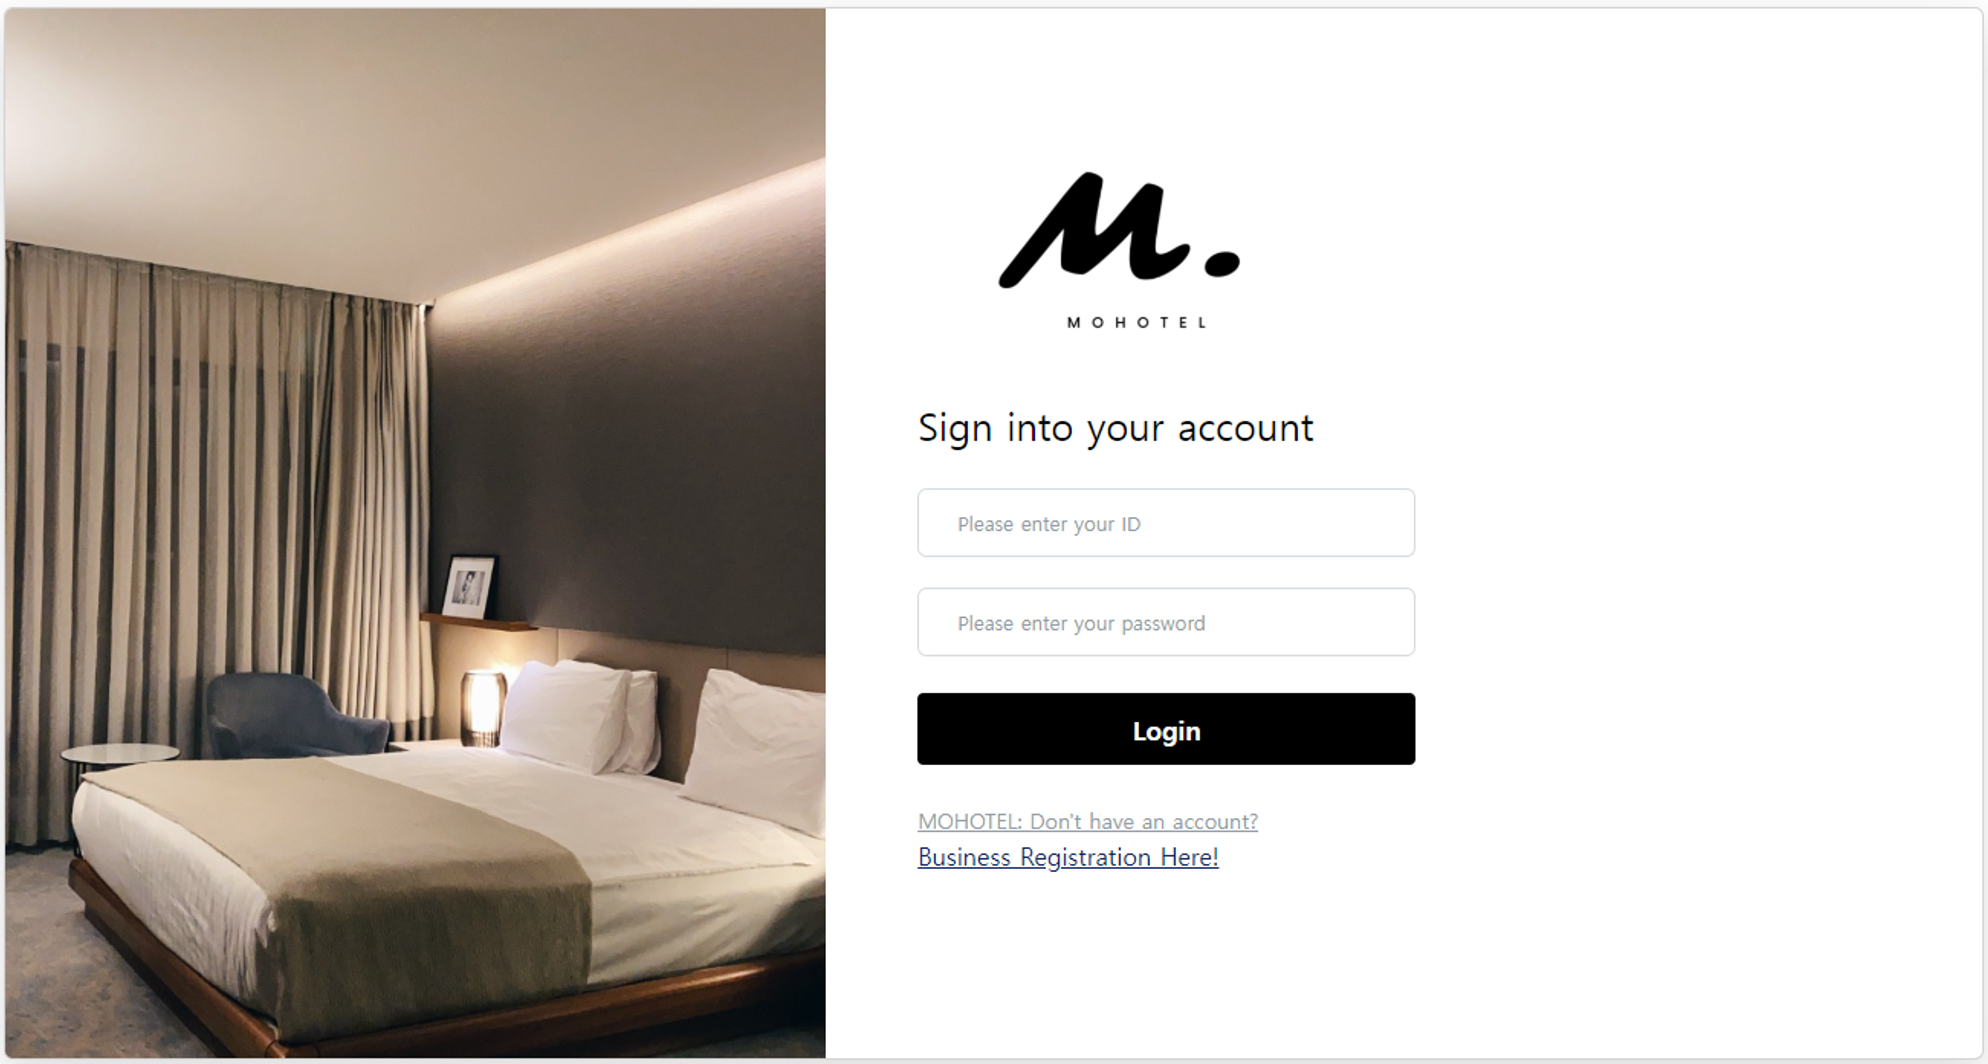 M.
MOHOTEL
Sign into your account
Please enter your ID
Please enter your password
Login
MOHOTEL: Don't have an account?
Business Registration Here!